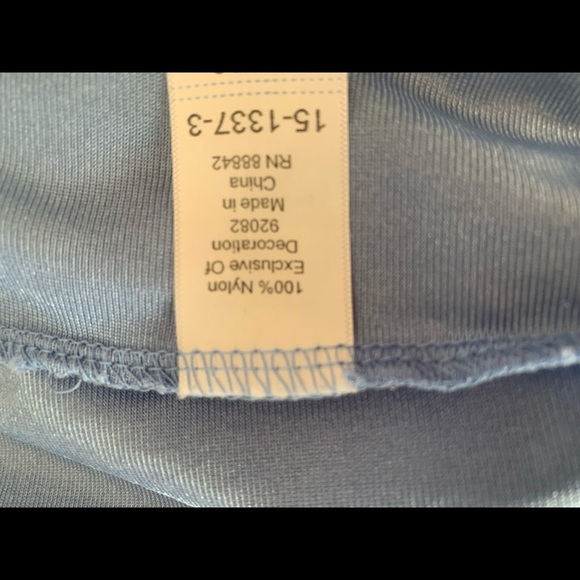 100% Nylon
Exclusive Of
Decoration
92082
Made in
China
RN 88842
15-1337-3